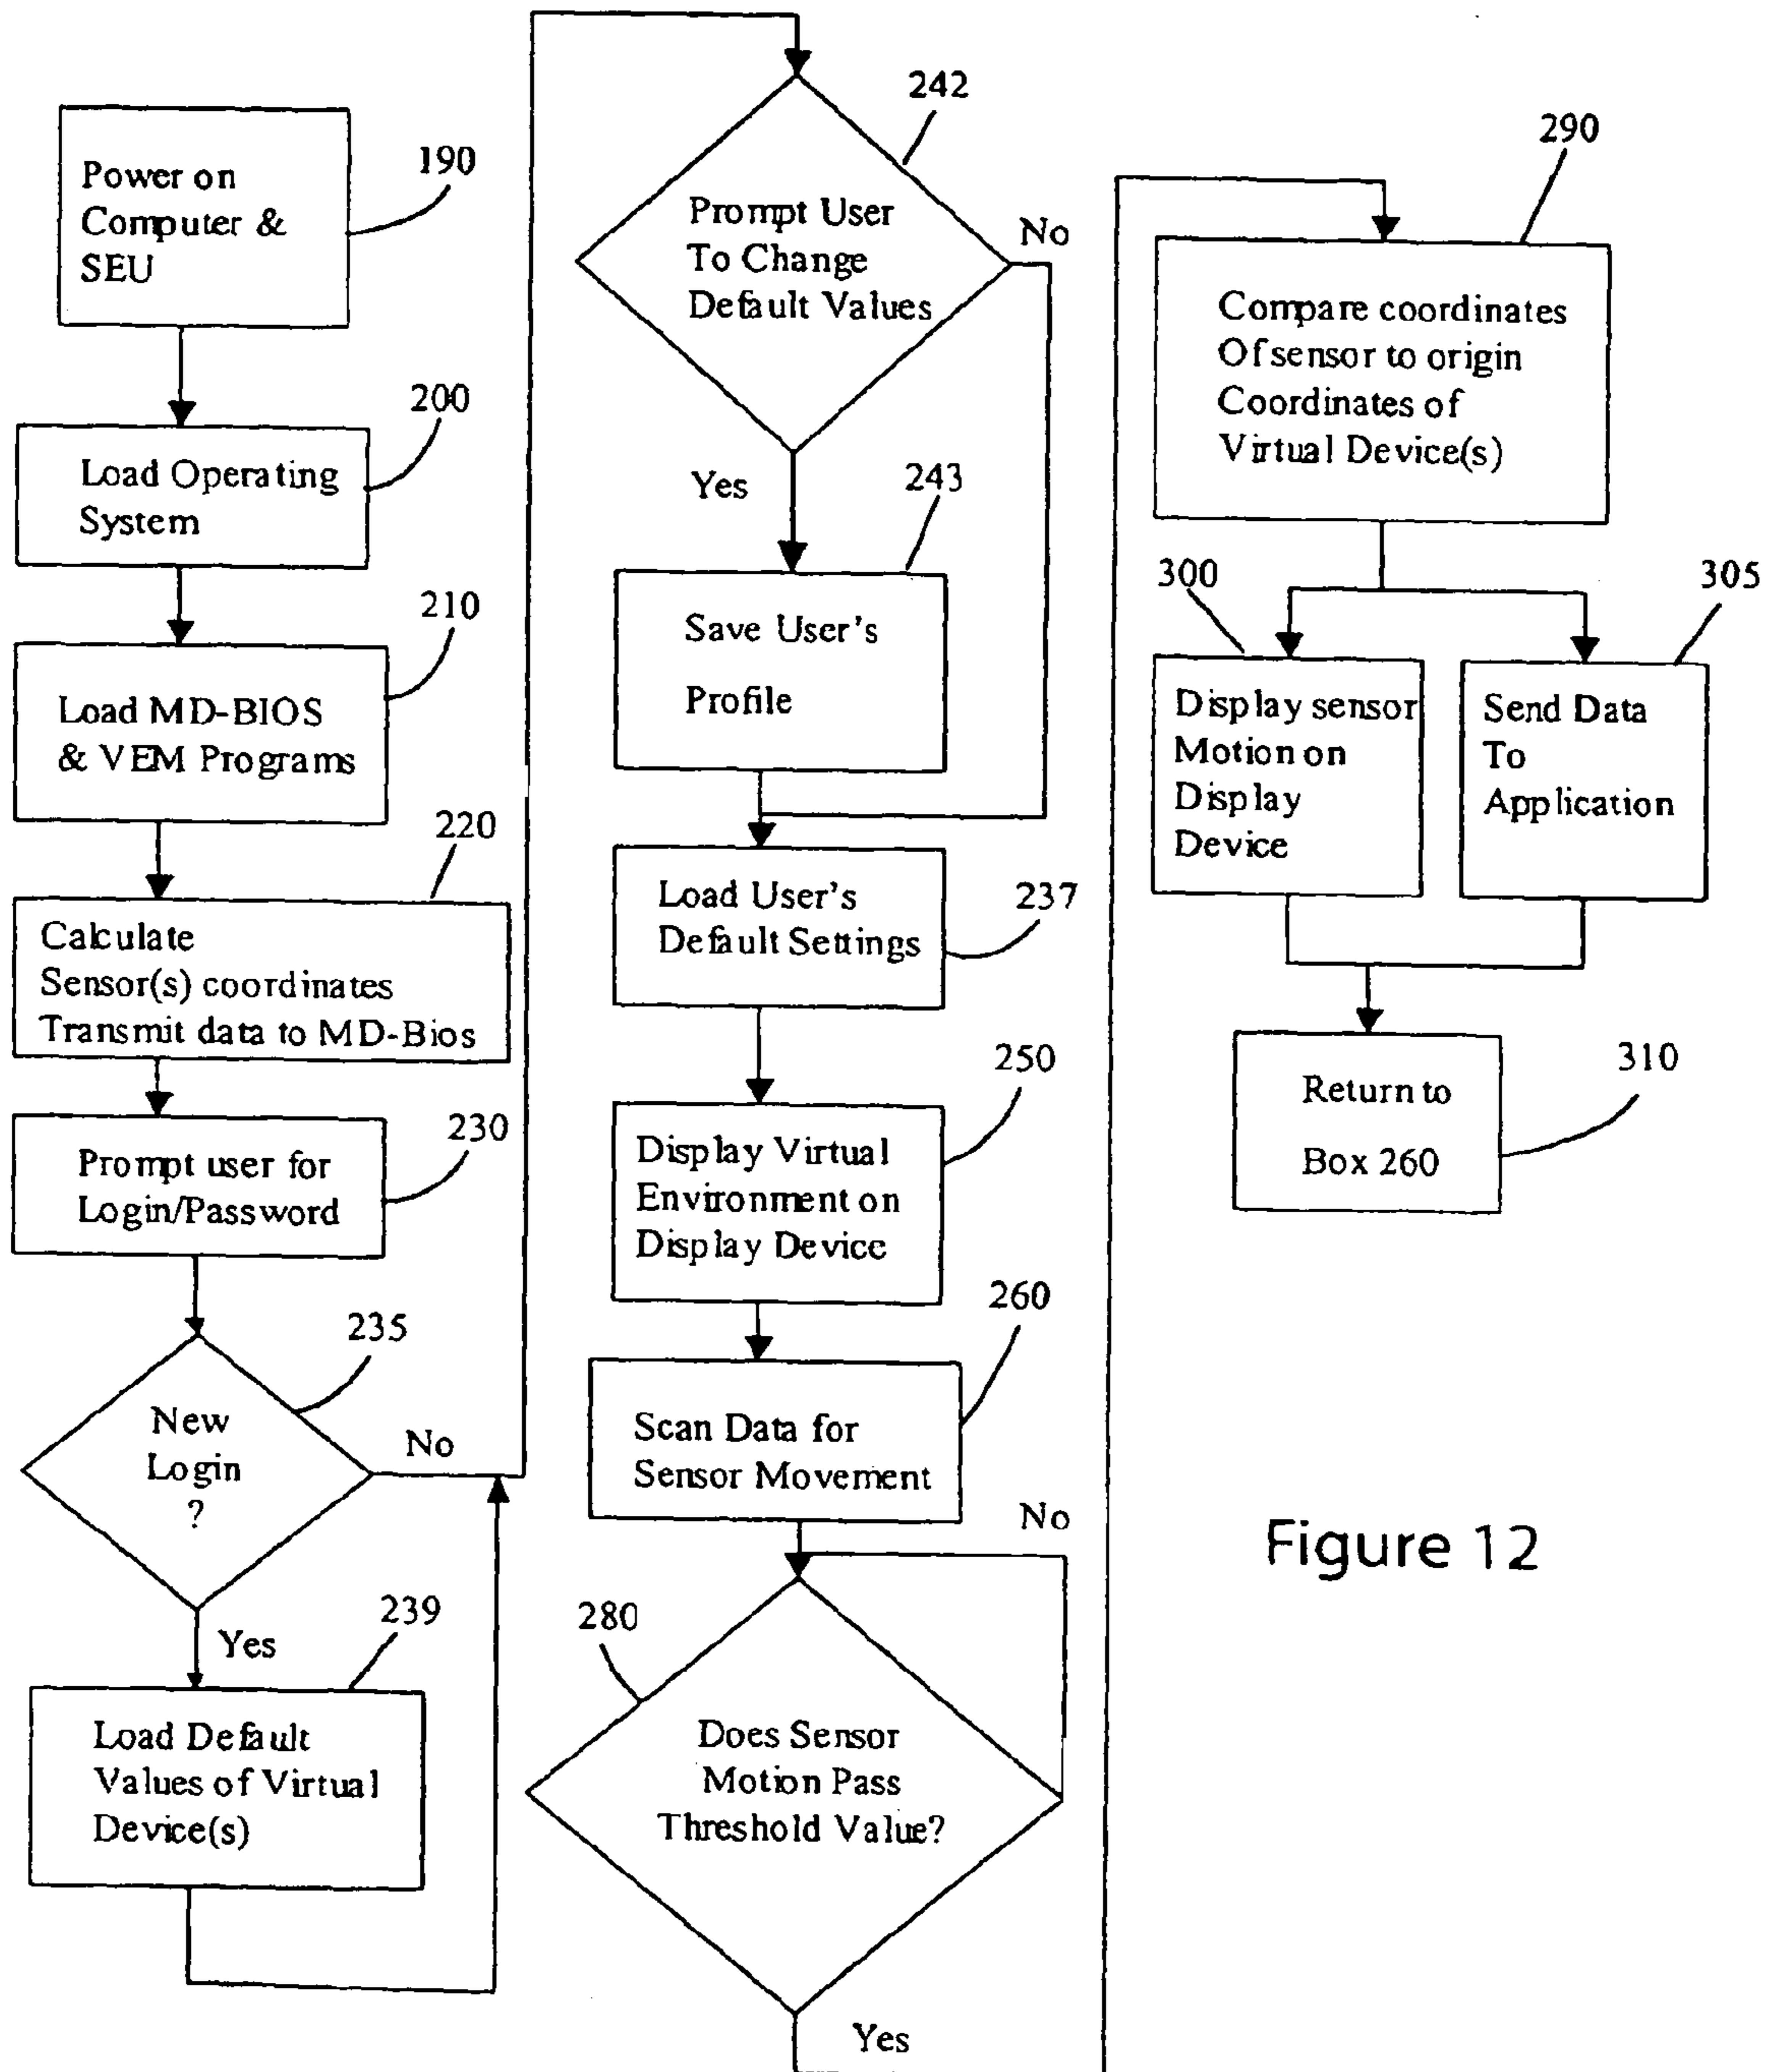 Power on
Computer &
SEU
190
Load Operating
System
200
Load MD-BIOS
& VEM Programs
210
Calculate
Sensor(s) coordinates
Transmit data to MD-Bios
220
Prompt user for
Login/Password
230
New
Login
?
235
No
Yes
Load Default
Values of Virtual
Device(s)
239
Prompt User
To Change
Default Values
242
No
Yes
Save User's
Profile
243
Load User's
Default Settings
237
Display Virtual
Environment on
Display Device
250
Scan Data for
Sensor Movement
260
No
Does Sensor
Motion Pass
Threshold Value?
280
Yes
Compare coordinates
Of sensor to origin
Coordinates of
Virtual Device(s)
290
Display sensor
Motion on
Display
Device
300
Send Data
To
Application
305
Return to
Box 260
310
Figure 12